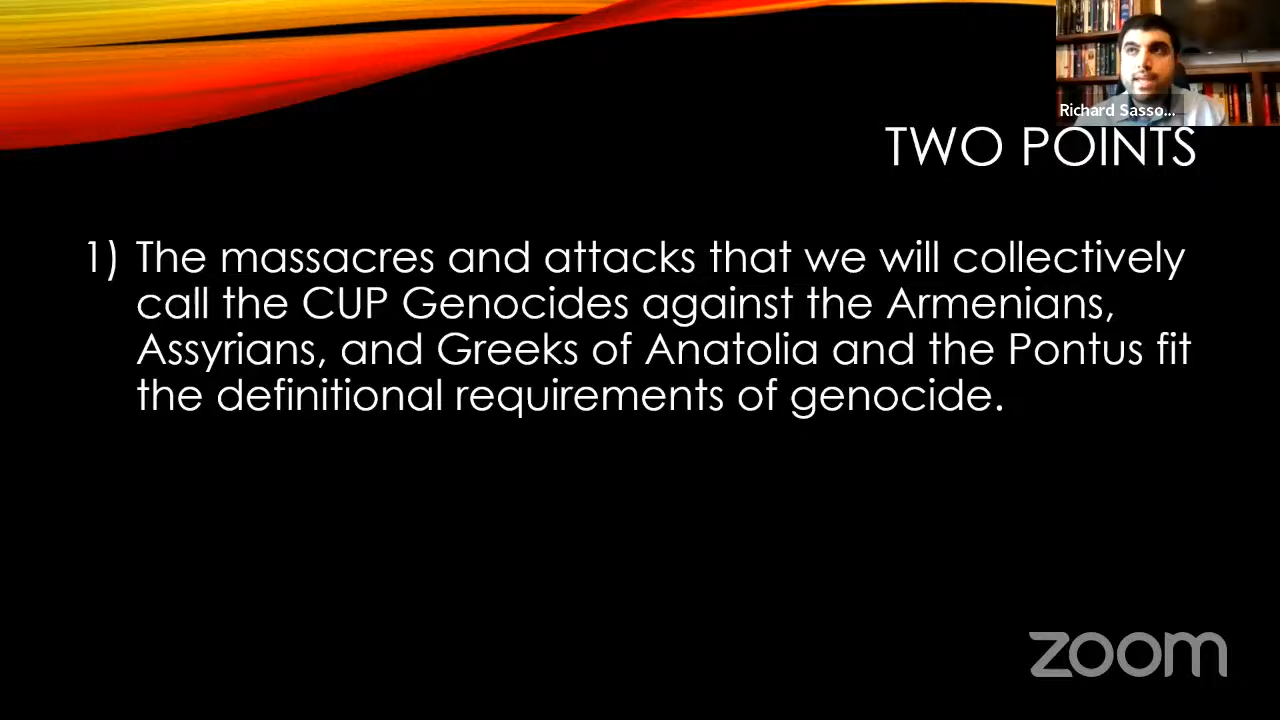 Richard Sasso...
TWO POINTS
1) The massacres and attacks that we will collectively
call the CUP Genocides against the Armenians,
Assyrians, and Greeks of Anatolia and the Pontus fit
the definitional requirements of genocide.
zoom